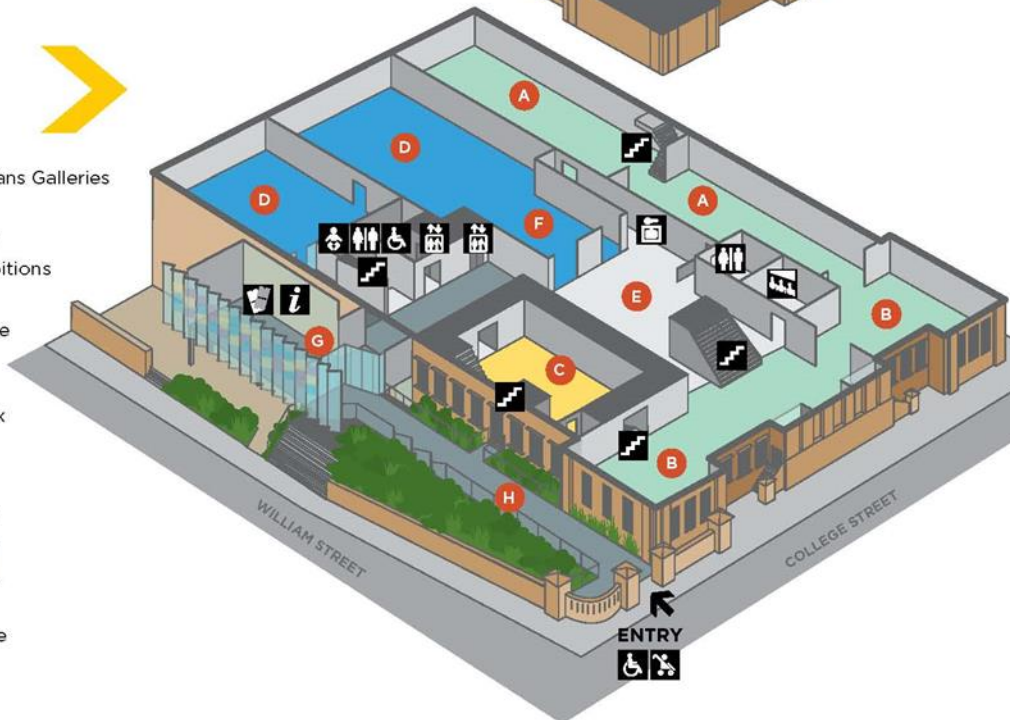 ans Galleries
itions
e
x
e
A
A
B
B
C
D
D
E
F
G
H
i
WILLIAM STREET
COLLEGE STREET
ENTRY